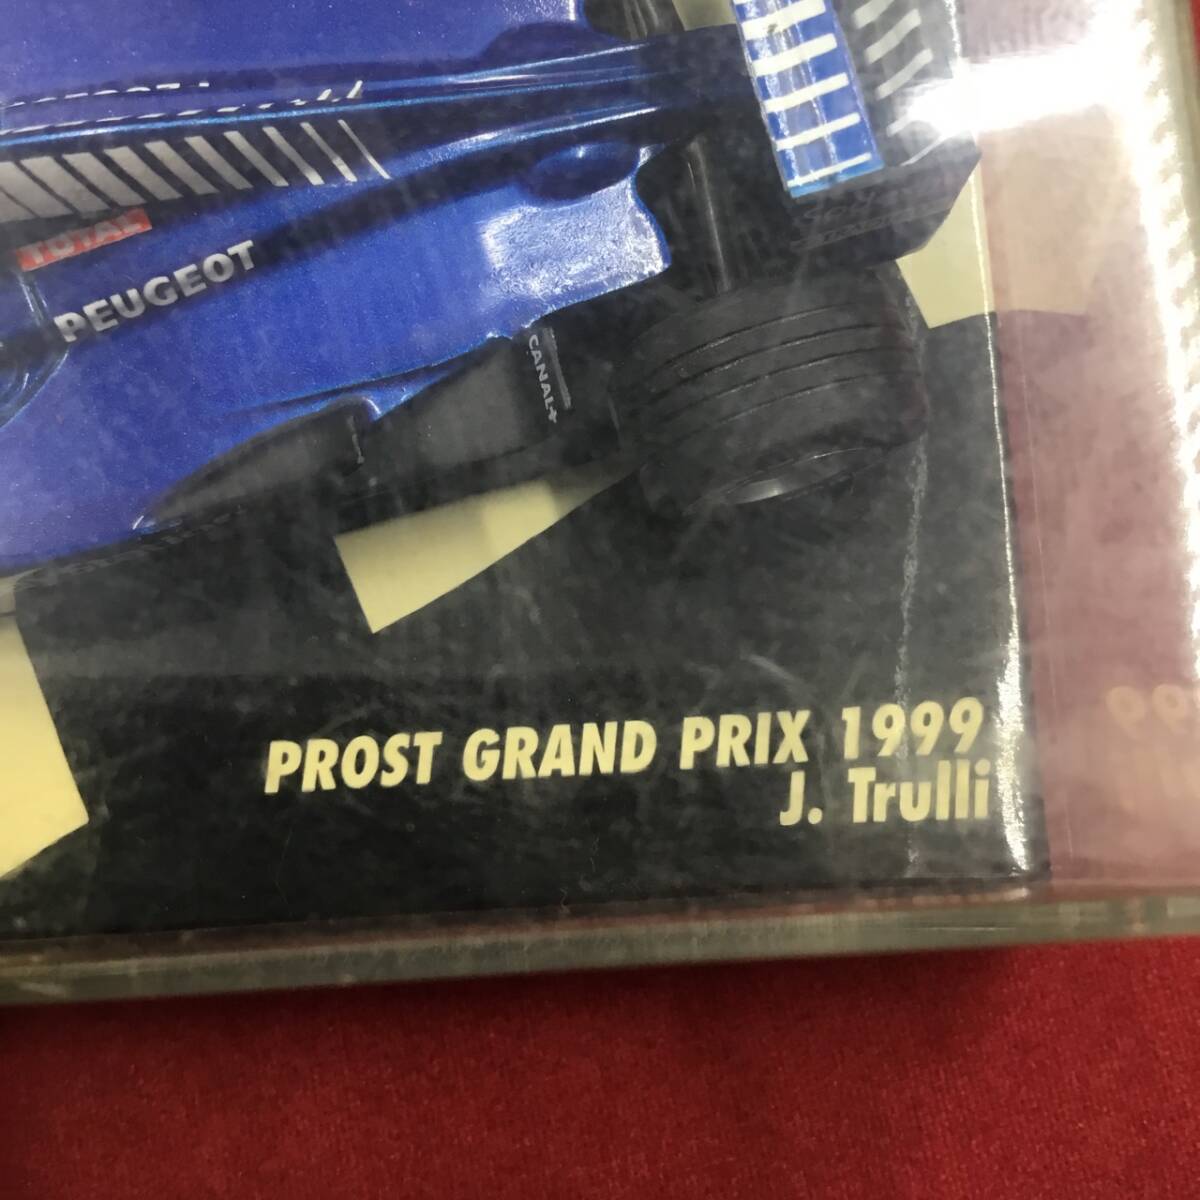 TOTAL
PEUGEOT
CANAL+
PROST GRAND PRIX 1999
J. Trulli